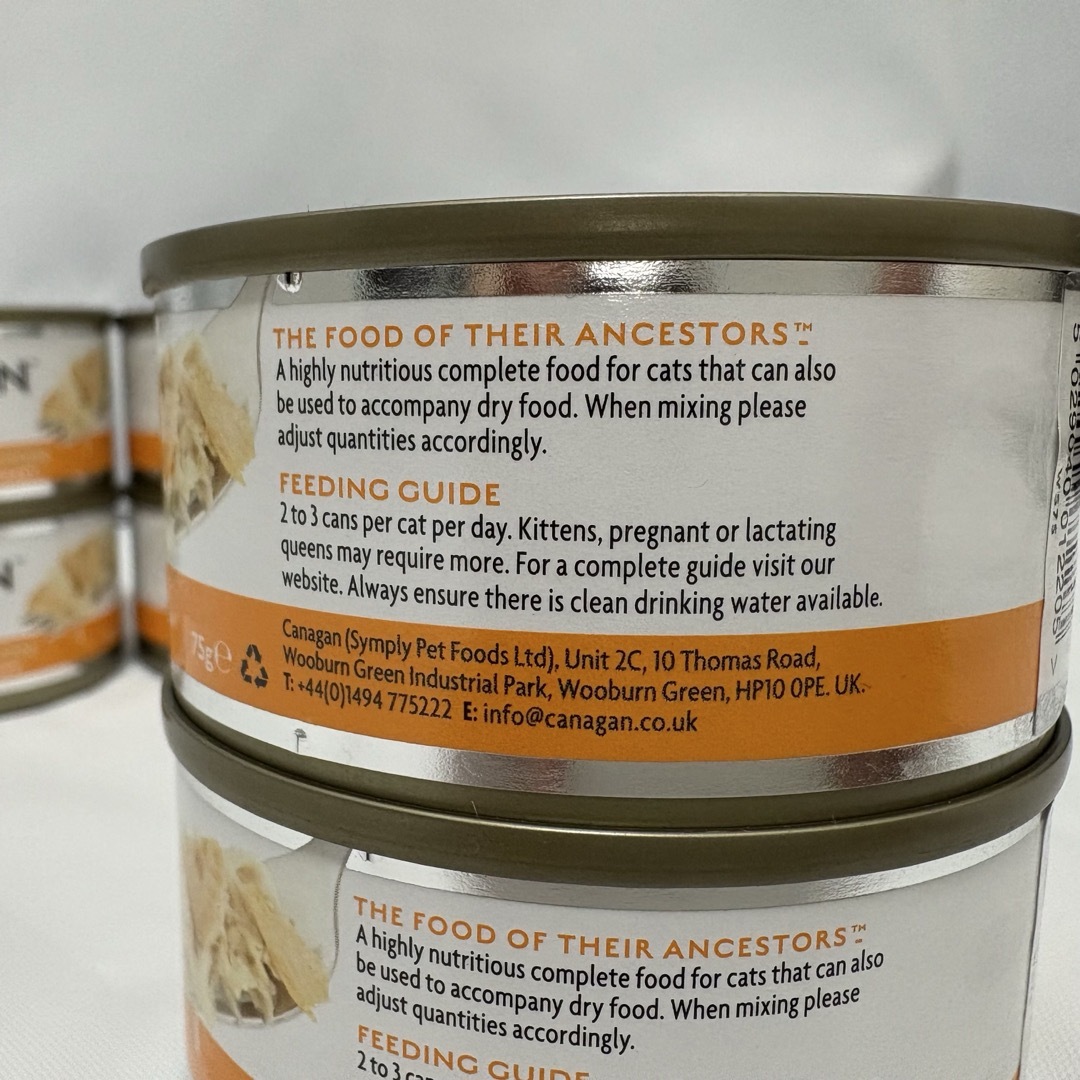 THE FOOD OF THEIR ANCESTORS™
A highly nutritious complete food for cats that can also
be used to accompany dry food. When mixing please
adjust quantities accordingly.
FEEDING GUIDE
2 to 3 cans per cat per day. Kittens, pregnant or lactating
queens may require more. For a complete guide visit our
website. Always ensure there is clean drinking water available.
75g℮
Canagan (Symply Pet Foods Ltd), Unit 2C, 10 Thomas Road,
Wooburn Green Industrial Park, Wooburn Green, HP10 0PE. UK.
T: +44(0)1494 775222 E: info@canagan.co.uk
WS75
THE FOOD OF THEIR ANCESTORS™
A highly nutritious complete food for cats that can also
be used to accompany dry food. When mixing please
adjust quantities accordingly.
FEEDING GUIDE
2 to 3